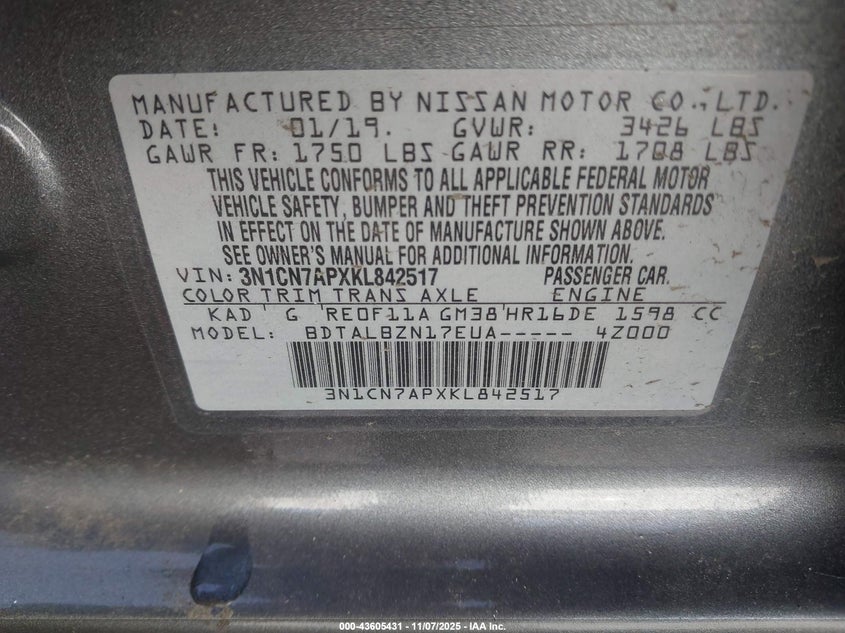 MANUFACTURED BY NISSAN MOTOR CO., LTD.
DATE: 01/19. GVWR: 3426 LBS
GAWR FR: 1750 LBS GAWR RR: 1708 LBS
THIS VEHICLE CONFORMS TO ALL APPLICABLE FEDERAL MOTOR
VEHICLE SAFETY, BUMPER AND THEFT PREVENTION STANDARDS
IN EFFECT ON THE DATE OF MANUFACTURE SHOWN ABOVE.
SEE OWNER'S MANUAL FOR ADDITIONAL INFORMATION.
VIN: 3N1CN7APXKL842517 PASSENGER CAR.
COLOR TRIM TRANS AXLE ENGINE
KAD G RE0F11A GM38 HR16DE 1598 CC
MODEL: BDTALBZN17EUA----- 4Z000
3N1CN7APXKL842517
000-43605431 - 11/07/2025 - IAA Inc.